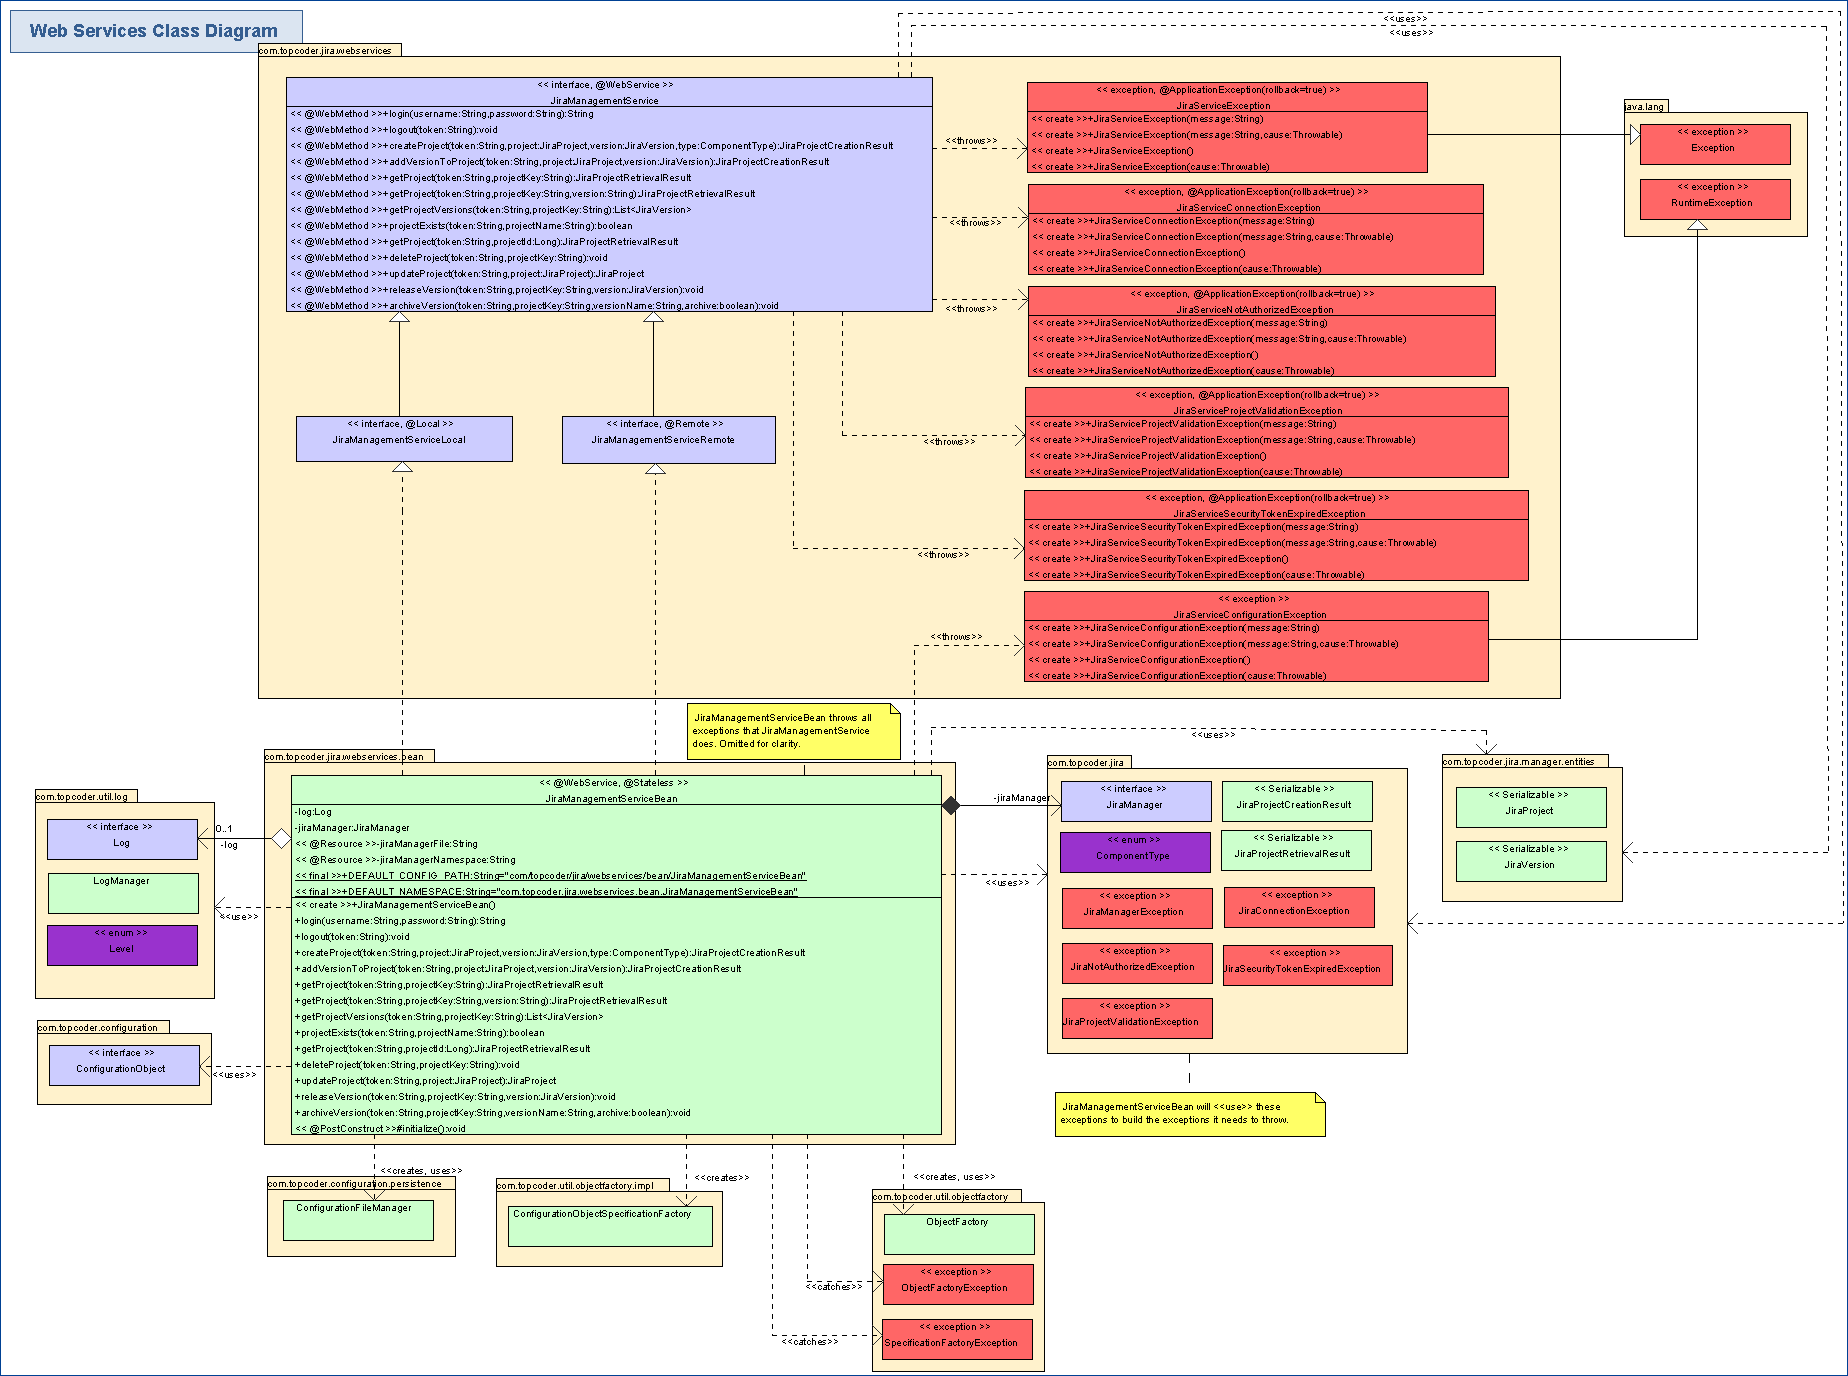 Web Services Class Diagram
<<uses>>
<<uses>>
com.topcoder.jira.webservices
<< interface, @WebService >>
JiraManagementService
<< @WebMethod >>+login(username:String,password:String):String
<< @WebMethod >>+logout(token:String):void
<< @WebMethod >>+createProject(token:String,project:JiraProject,version:JiraVersion,type:ComponentType):JiraProjectCreationResult
<< @WebMethod >>+addVersionToProject(token:String,project:JiraProject,version:JiraVersion):JiraProjectCreationResult
<< @WebMethod >>+getProject(token:String,projectKey:String):JiraProjectRetrievalResult
<< @WebMethod >>+getProject(token:String,projectKey:String,version:String):JiraProjectRetrievalResult
<< @WebMethod >>+getProjectVersions(token:String,projectKey:String):List<JiraVersion>
<< @WebMethod >>+projectExists(token:String,projectName:String):boolean
<< @WebMethod >>+getProject(token:String,projectId:Long):JiraProjectRetrievalResult
<< @WebMethod >>+deleteProject(token:String,projectKey:String):void
<< @WebMethod >>+updateProject(token:String,project:JiraProject):JiraProject
<< @WebMethod >>+releaseVersion(token:String,projectKey:String,version:JiraVersion):void
<< @WebMethod >>+archiveVersion(token:String,projectKey:String,versionName:String,archive:boolean):void
<<throws>>
<<throws>>
<<throws>>
<<throws>>
<<throws>>
<<throws>>
<< exception, @ApplicationException(rollback=true) >>
JiraServiceException
<< create >>+JiraServiceException(message:String)
<< create >>+JiraServiceException(message:String,cause:Throwable)
<< create >>+JiraServiceException()
<< create >>+JiraServiceException(cause:Throwable)
<< exception, @ApplicationException(rollback=true) >>
JiraServiceConnectionException
<< create >>+JiraServiceConnectionException(message:String)
<< create >>+JiraServiceConnectionException(message:String,cause:Throwable)
<< create >>+JiraServiceConnectionException()
<< create >>+JiraServiceConnectionException(cause:Throwable)
<< exception, @ApplicationException(rollback=true) >>
JiraServiceNotAuthorizedException
<< create >>+JiraServiceNotAuthorizedException(message:String)
<< create >>+JiraServiceNotAuthorizedException(message:String,cause:Throwable)
<< create >>+JiraServiceNotAuthorizedException()
<< create >>+JiraServiceNotAuthorizedException(cause:Throwable)
<< exception, @ApplicationException(rollback=true) >>
JiraServiceProjectValidationException
<< create >>+JiraServiceProjectValidationException(message:String)
<< create >>+JiraServiceProjectValidationException(message:String,cause:Throwable)
<< create >>+JiraServiceProjectValidationException()
<< create >>+JiraServiceProjectValidationException(cause:Throwable)
<< exception, @ApplicationException(rollback=true) >>
JiraServiceSecurityTokenExpiredException
<< create >>+JiraServiceSecurityTokenExpiredException(message:String)
<< create >>+JiraServiceSecurityTokenExpiredException(message:String,cause:Throwable)
<< create >>+JiraServiceSecurityTokenExpiredException()
<< create >>+JiraServiceSecurityTokenExpiredException(cause:Throwable)
<< exception >>
JiraServiceConfigurationException
<< create >>+JiraServiceConfigurationException(message:String)
<< create >>+JiraServiceConfigurationException(message:String,cause:Throwable)
<< create >>+JiraServiceConfigurationException()
<< create >>+JiraServiceConfigurationException(cause:Throwable)
java.lang
<< exception >>
Exception
<< exception >>
RuntimeException
<< interface, @Local >>
JiraManagementServiceLocal
<< interface, @Remote >>
JiraManagementServiceRemote
JiraManagementServiceBean throws all
exceptions that JiraManagementService
does. Omitted for clarity.
com.topcoder.jira.webservices.bean
<< @WebService, @Stateless >>
JiraManagementServiceBean
-log:Log
-jiraManager:JiraManager
<< @Resource >>-jiraManagerFile:String
<< @Resource >>-jiraManagerNamespace:String
<< final >>+DEFAULT_CONFIG_PATH:String="com/topcoder/jira/webservices/bean/JiraManagementServiceBean"
<< final >>+DEFAULT_NAMESPACE:String="com.topcoder.jira.webservices.bean.JiraManagementServiceBean"
<< create >>+JiraManagementServiceBean()
+login(username:String,password:String):String
+logout(token:String):void
+createProject(token:String,project:JiraProject,version:JiraVersion,type:ComponentType):JiraProjectCreationResult
+addVersionToProject(token:String,project:JiraProject,version:JiraVersion):JiraProjectCreationResult
+getProject(token:String,projectKey:String):JiraProjectRetrievalResult
+getProject(token:String,projectKey:String,version:String):JiraProjectRetrievalResult
+getProjectVersions(token:String,projectKey:String):List<JiraVersion>
+projectExists(token:String,projectName:String):boolean
+getProject(token:String,projectId:Long):JiraProjectRetrievalResult
+deleteProject(token:String,projectKey:String):void
+updateProject(token:String,project:JiraProject):JiraProject
+releaseVersion(token:String,projectKey:String,version:JiraVersion):void
+archiveVersion(token:String,projectKey:String,versionName:String,archive:boolean):void
<< @PostConstruct >>#initialize():void
com.topcoder.util.log
<< interface >>
Log
LogManager
<< enum >>
Level
0..1
-log
<<use>>
com.topcoder.configuration
<< interface >>
ConfigurationObject
<<uses>>
-jiraManager
<<uses>>
<<uses>>
com.topcoder.jira
<< interface >>
JiraManager
<< Serializable >>
JiraProjectCreationResult
<< enum >>
ComponentType
<< Serializable >>
JiraProjectRetrievalResult
<< exception >>
JiraManagerException
<< exception >>
JiraConnectionException
<< exception >>
JiraNotAuthorizedException
<< exception >>
JiraSecurityTokenExpiredException
<< exception >>
JiraProjectValidationException
com.topcoder.jira.manager.entities
<< Serializable >>
JiraProject
<< Serializable >>
JiraVersion
JiraManagementServiceBean will <<use>> these
exceptions to build the exceptions it needs to throw.
<<creates, uses>>
com.topcoder.configuration.persistence
ConfigurationFileManager
<<creates>>
com.topcoder.util.objectfactory.impl
ConfigurationObjectSpecificationFactory
<<creates, uses>>
com.topcoder.util.objectfactory
ObjectFactory
<< exception >>
ObjectFactoryException
<<catches>>
<< exception >>
SpecificationFactoryException
<<catches>>